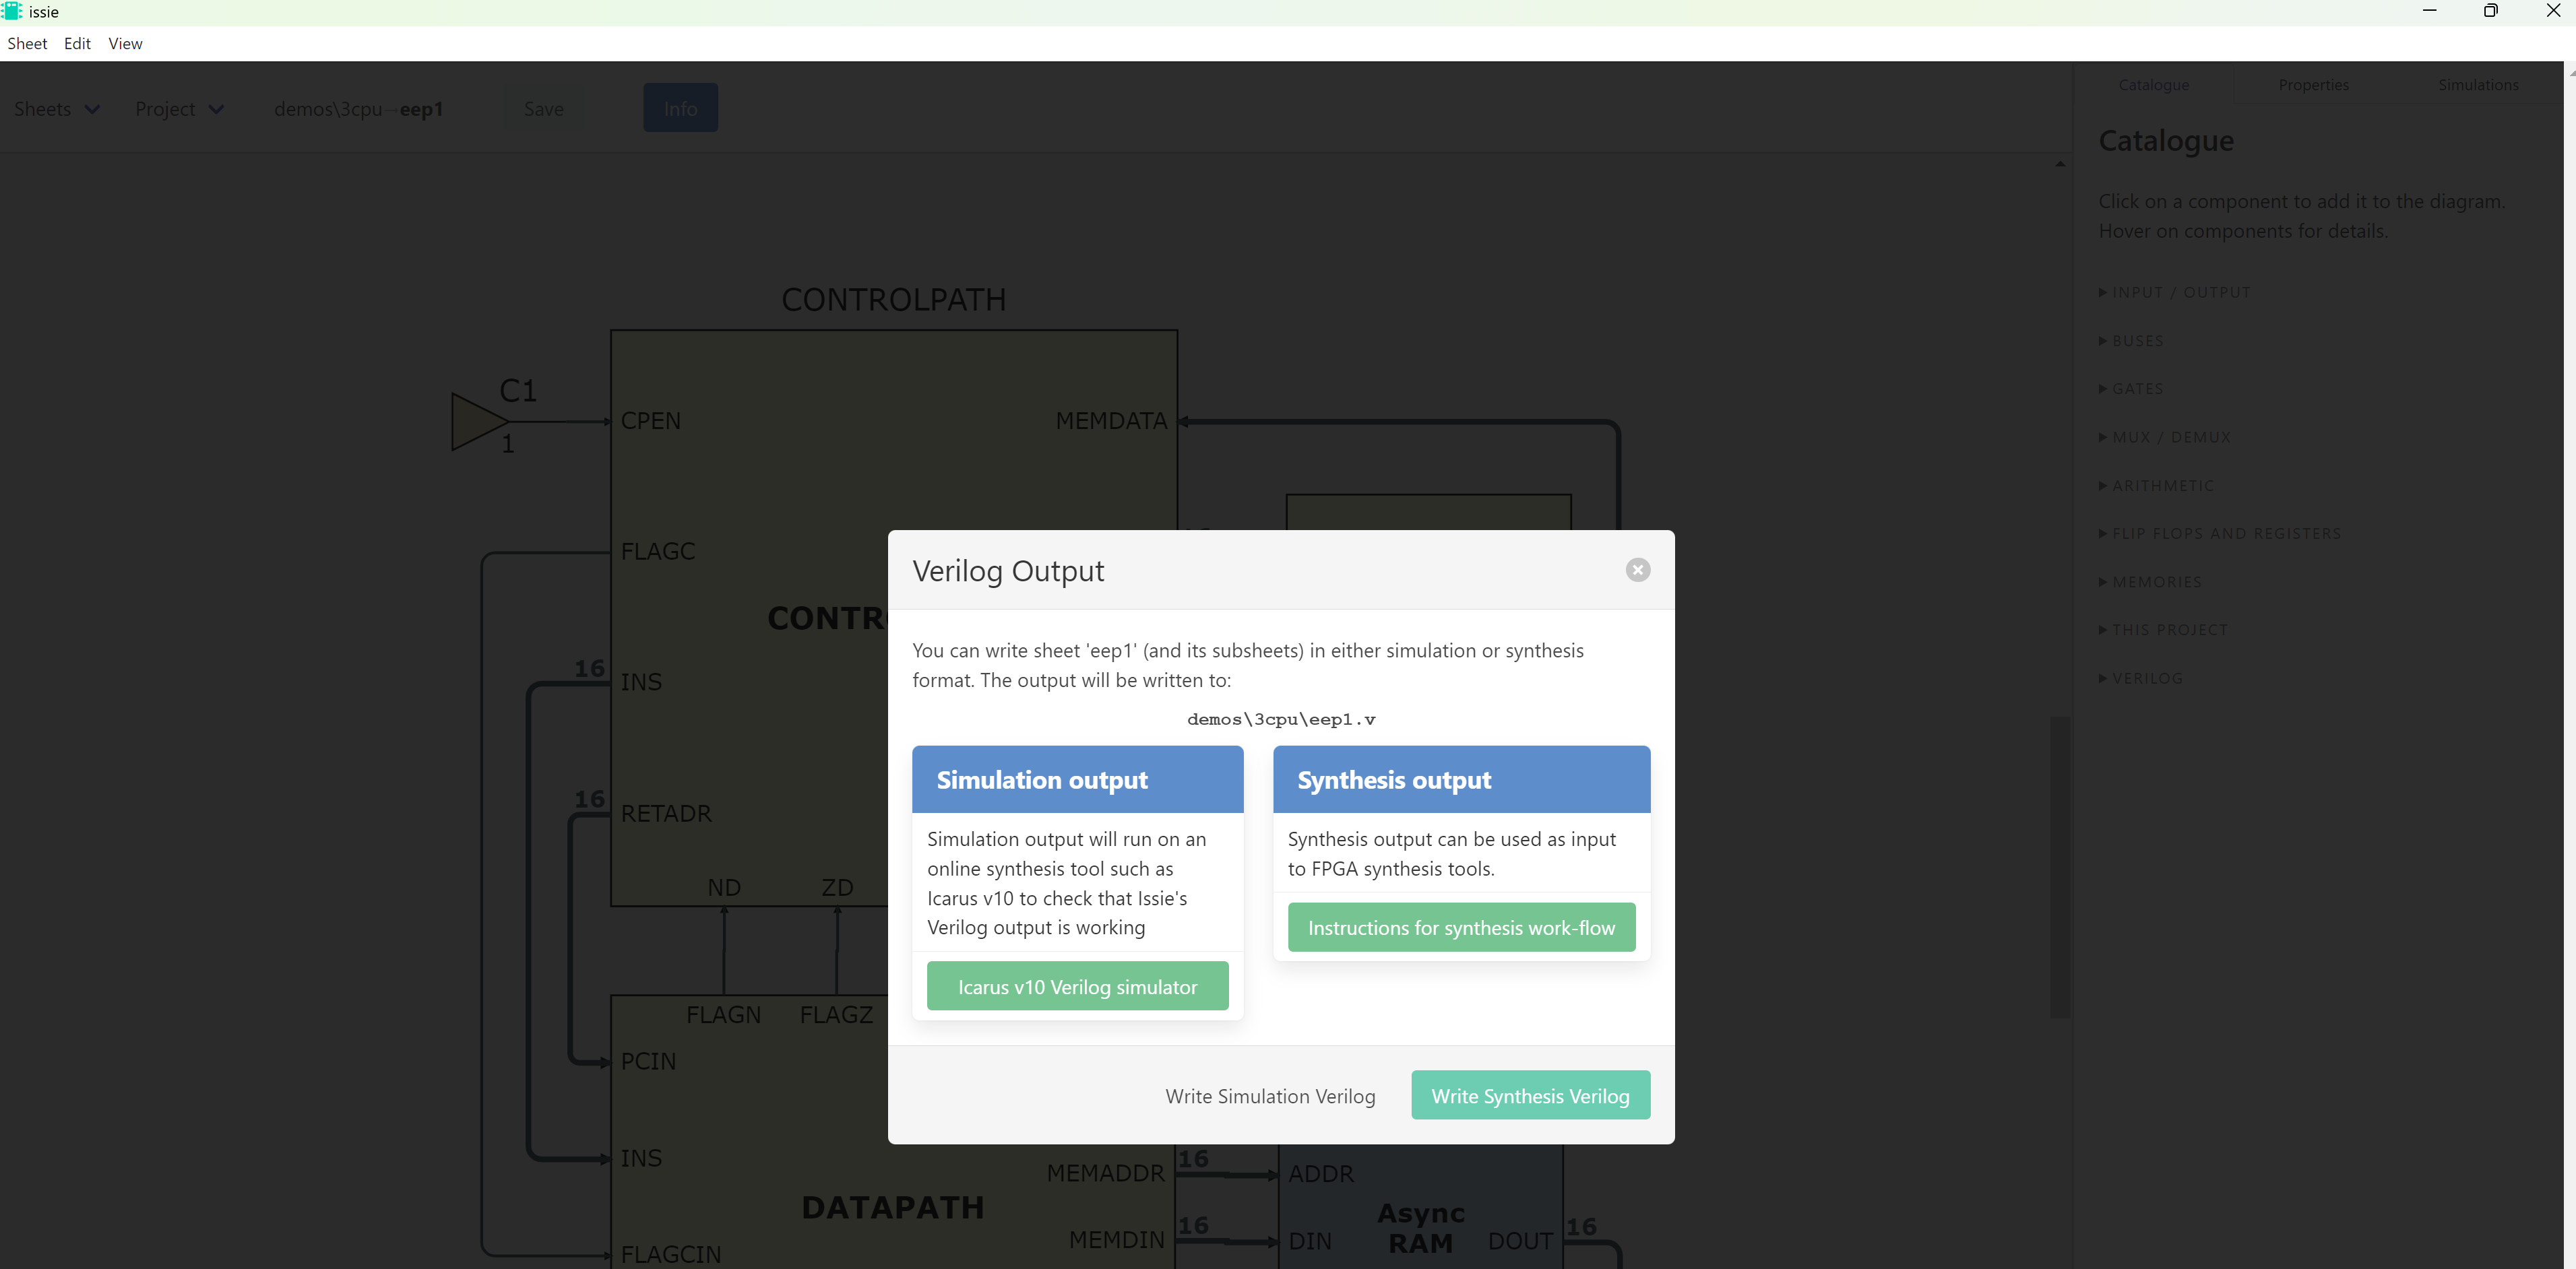 issie
Sheet Edit View
Sheets Project demos\3cpu→eep1 Save Info
Catalogue Properties Simulations
Catalogue
Click on a component to add it to the diagram.
Hover on components for details.
INPUT / OUTPUT
BUSES
GATES
MUX / DEMUX
ARITHMETIC
FLIP FLOPS AND REGISTERS
MEMORIES
THIS PROJECT
VERILOG
CONTROLPATH
C1
1
CPEN MEMDATA
FLAGC
16 INS
16 RETADR
ND ZD
FLAGN FLAGZ
PCIN
INS
DATAPATH
FLAGCIN
MEMADDR 16 ADDR
MEMDIN 16 DIN
Async
RAM
DOUT 16
Verilog Output
You can write sheet 'eep1' (and its subsheets) in either simulation or synthesis
format. The output will be written to:
demos\3cpu\eep1.v
Simulation output
Simulation output will run on an
online synthesis tool such as
Icarus v10 to check that Issie's
Verilog output is working
Icarus v10 Verilog simulator
Synthesis output
Synthesis output can be used as input
to FPGA synthesis tools.
Instructions for synthesis work-flow
Write Simulation Verilog Write Synthesis Verilog